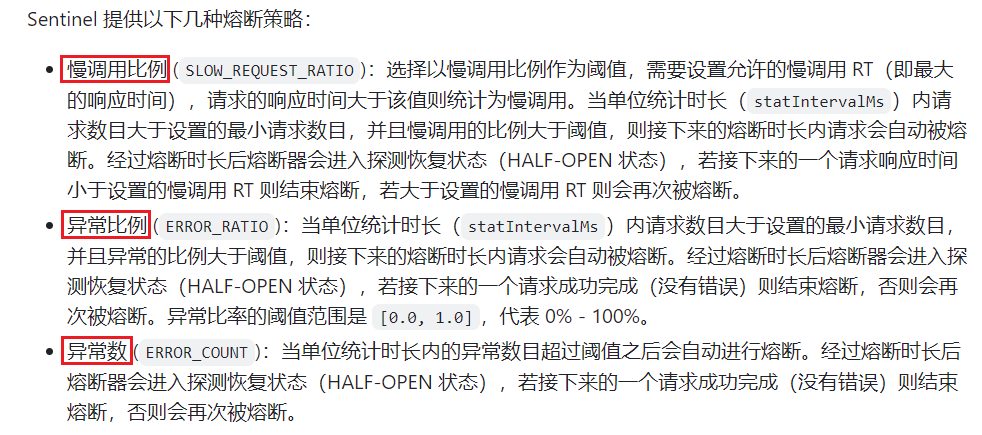 Sentinel 提供以下几种熔断策略：
• 慢调用比例 (SLOW_REQUEST_RATIO)：选择以慢调用比例作为阈值，需要设置允许的慢调用 RT（即最大
的响应时间），请求的响应时间大于该值则统计为慢调用。当单位统计时长（statIntervalMs）内请
求数目大于设置的最小请求数目，并且慢调用的比例大于阈值，则接下来的熔断时长内请求会自动被熔
断。经过熔断时长后熔断器会进入探测恢复状态（HALF-OPEN 状态），若接下来的一个请求响应时间
小于设置的慢调用 RT 则结束熔断，若大于设置的慢调用 RT 则会再次被熔断。
• 异常比例 (ERROR_RATIO)：当单位统计时长（statIntervalMs）内请求数目大于设置的最小请求数目，
并且异常的比例大于阈值，则接下来的熔断时长内请求会自动被熔断。经过熔断时长后熔断器会进入探
测恢复状态（HALF-OPEN 状态），若接下来的一个请求成功完成（没有错误）则结束熔断，否则会再
次被熔断。异常比率的阈值范围是 [0.0, 1.0]，代表 0% - 100%。
• 异常数 (ERROR_COUNT)：当单位统计时长内的异常数目超过阈值之后会自动进行熔断。经过熔断时长后
熔断器会进入探测恢复状态（HALF-OPEN 状态），若接下来的一个请求成功完成（没有错误）则结束
熔断，否则会再次被熔断。